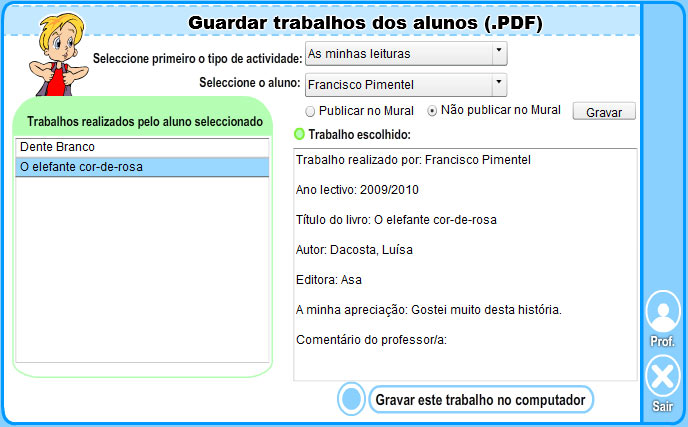 Guardar trabalhos dos alunos (.PDF)
Seleccione primeiro o tipo de actividade:
As minhas leituras
Seleccione o aluno:
Francisco Pimentel
Publicar no Mural
Não publicar no Mural
Gravar
Trabalhos realizados pelo aluno seleccionado
Dente Branco
O elefante cor-de-rosa
Trabalho escolhido:
Trabalho realizado por: Francisco Pimentel
Ano lectivo: 2009/2010
Título do livro: O elefante cor-de-rosa
Autor: Dacosta, Luísa
Editora: Asa
A minha apreciação: Gostei muito desta história.
Comentário do professor/a:
Gravar este trabalho no computador
Prof.
Sair